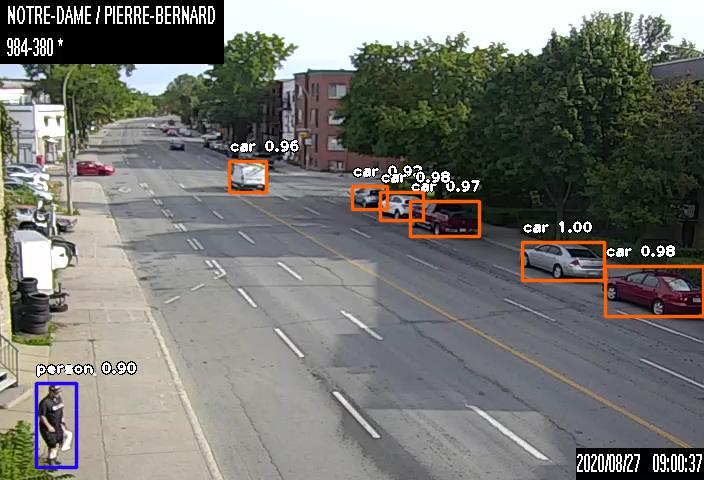 NOTRE-DAME / PIERRE-BERNARD
984-380 *
car 0.96
car 0.98
car 0.97
car 1.00
car 0.98
person 0.90
2020/08/27 09:00:37